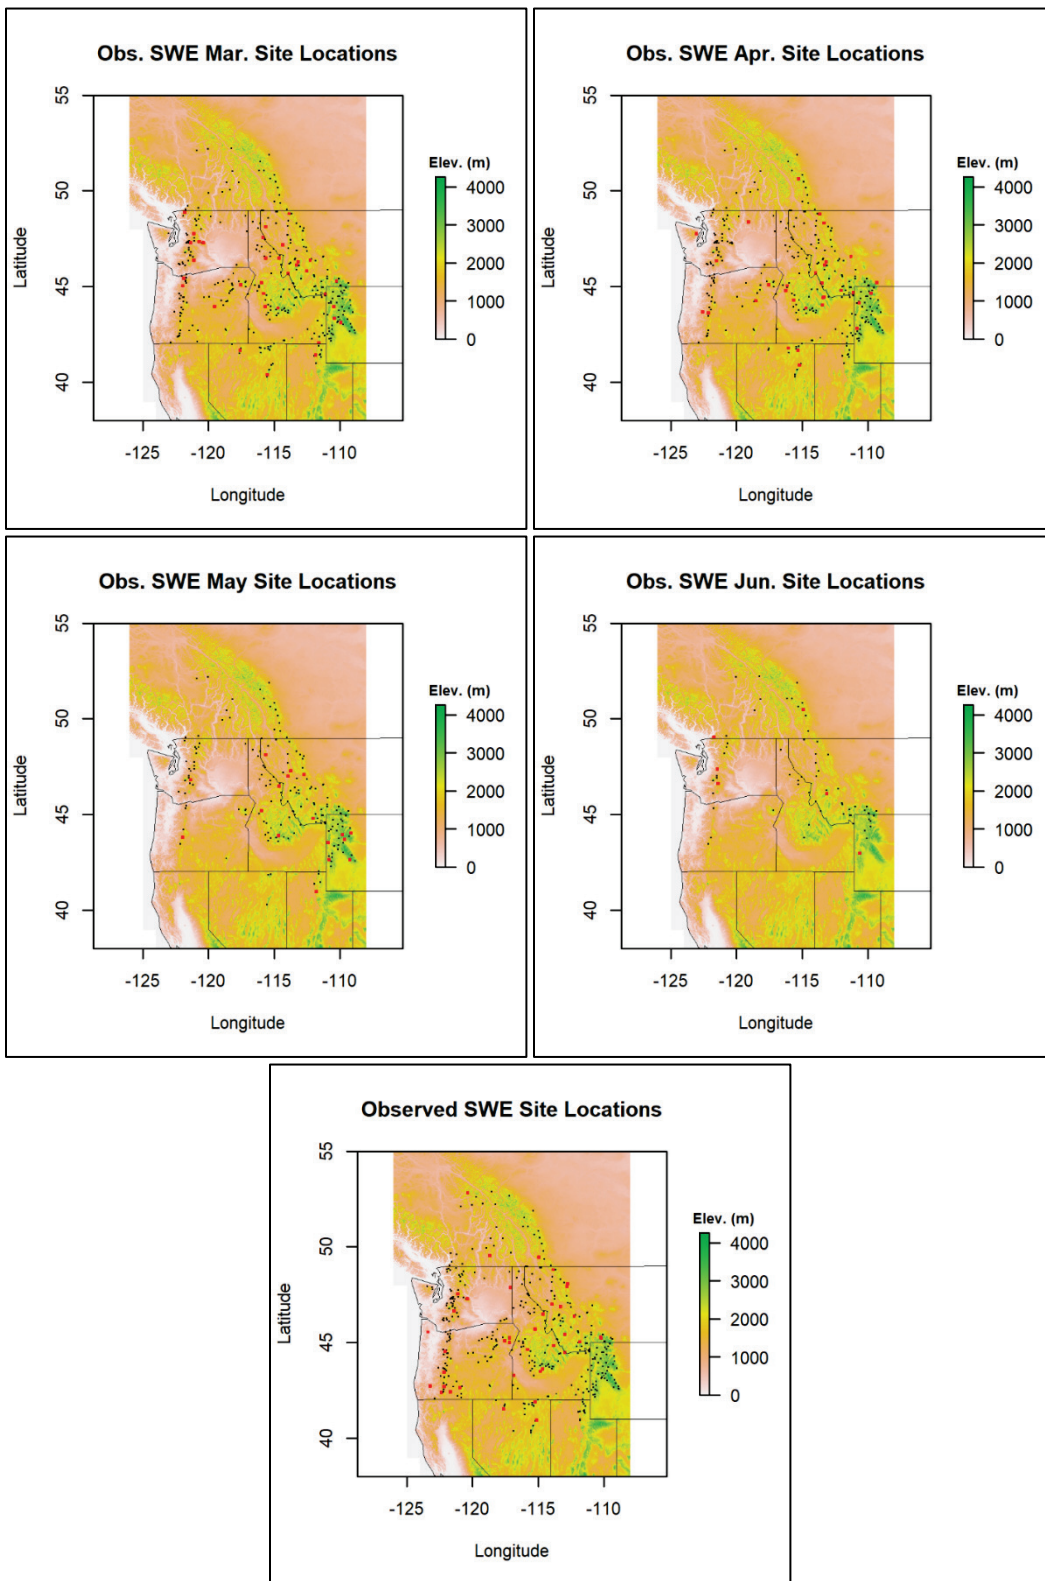 Obs. SWE Mar. Site Locations
55
50
45
40
Latitude
-125 -120 -115 -110
Longitude
Elev. (m)
4000
3000
2000
1000
0
Obs. SWE Apr. Site Locations
55
50
45
40
Latitude
-125 -120 -115 -110
Longitude
Elev. (m)
4000
3000
2000
1000
0
Obs. SWE May Site Locations
55
50
45
40
Latitude
-125 -120 -115 -110
Longitude
Elev. (m)
4000
3000
2000
1000
0
Obs. SWE Jun. Site Locations
55
50
45
40
Latitude
-125 -120 -115 -110
Longitude
Elev. (m)
4000
3000
2000
1000
0
Observed SWE Site Locations
55
50
45
40
Latitude
-125 -120 -115 -110
Longitude
Elev. (m)
4000
3000
2000
1000
0